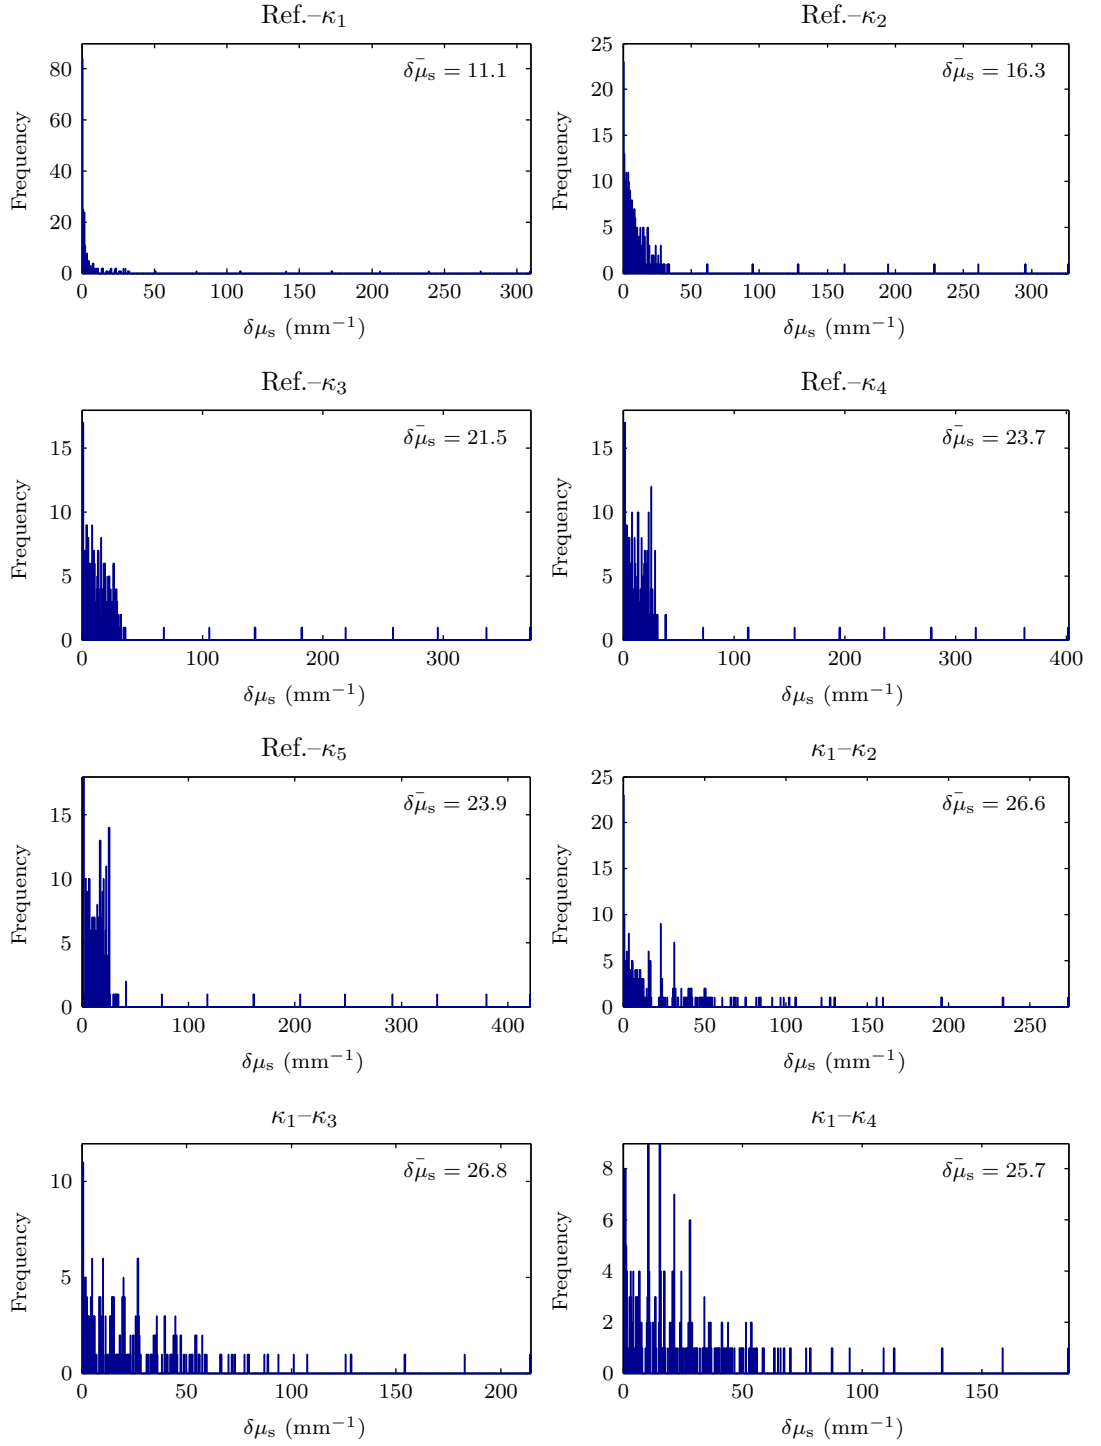 Ref.–κ₁
δμ̄ₛ = 11.1
Frequency
80
60
40
20
0
0 50 100 150 200 250 300
δμₛ (mm⁻¹)
Ref.–κ₂
δμ̄ₛ = 16.3
Frequency
25
20
15
10
5
0
0 50 100 150 200 250 300
δμₛ (mm⁻¹)
Ref.–κ₃
δμ̄ₛ = 21.5
Frequency
15
10
5
0
0 100 200 300
δμₛ (mm⁻¹)
Ref.–κ₄
δμ̄ₛ = 23.7
Frequency
15
10
5
0
0 100 200 300 400
δμₛ (mm⁻¹)
Ref.–κ₅
δμ̄ₛ = 23.9
Frequency
15
10
5
0
0 100 200 300 400
δμₛ (mm⁻¹)
κ₁–κ₂
δμ̄ₛ = 26.6
Frequency
25
20
15
10
5
0
0 50 100 150 200 250
δμₛ (mm⁻¹)
κ₁–κ₃
δμ̄ₛ = 26.8
Frequency
10
5
0
0 50 100 150 200
δμₛ (mm⁻¹)
κ₁–κ₄
δμ̄ₛ = 25.7
Frequency
8
6
4
2
0
0 50 100 150
δμₛ (mm⁻¹)